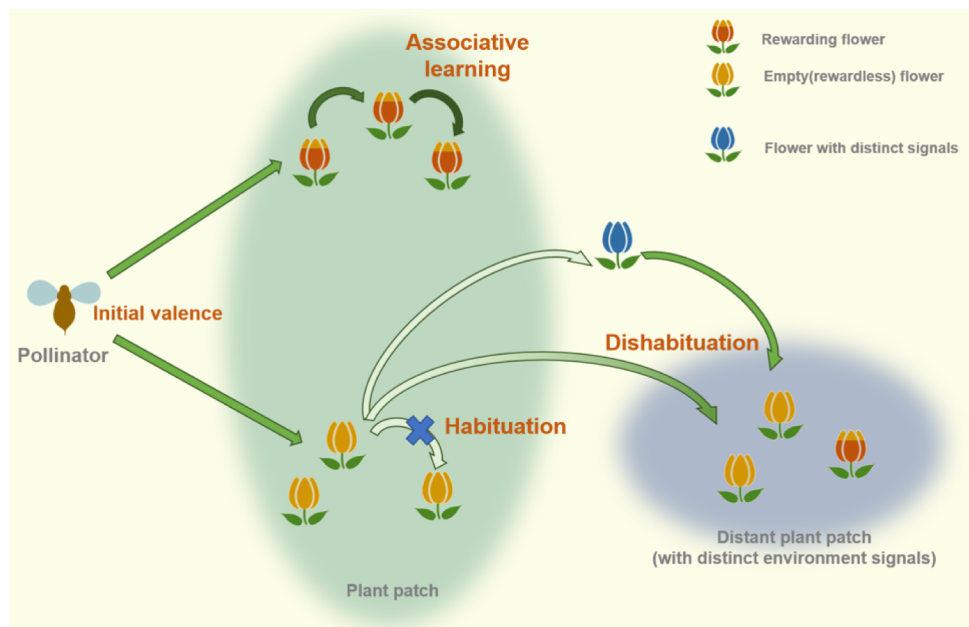 Associative
learning
Rewarding flower
Empty(rewardless) flower
Flower with distinct signals
Initial valence
Pollinator
Dishabituation
Habituation
Distant plant patch
(with distinct environment signals)
Plant patch